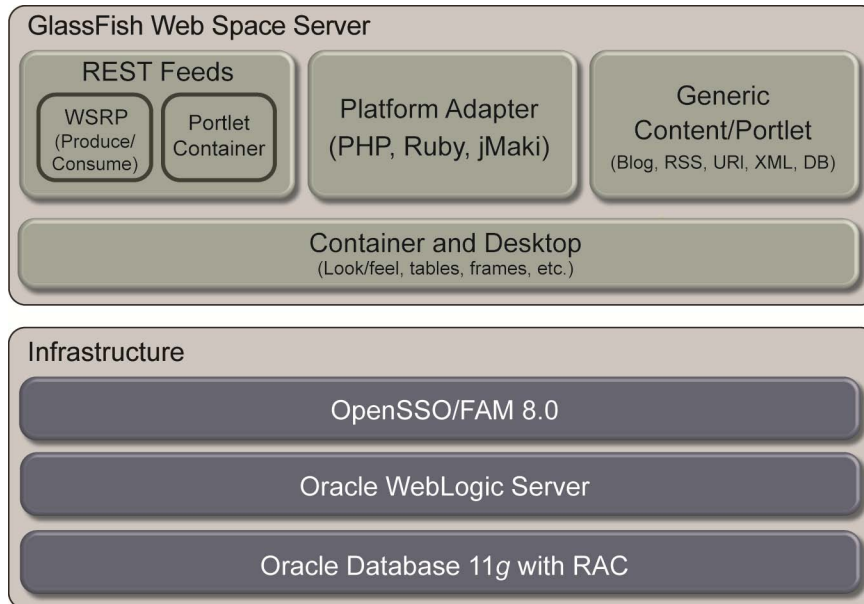 GlassFish Web Space Server
REST Feeds
WSRP
(Produce/
Consume)
Portlet
Container
Platform Adapter
(PHP, Ruby, jMaki)
Generic
Content/Portlet
(Blog, RSS, URI, XML, DB)
Container and Desktop
(Look/feel, tables, frames, etc.)
Infrastructure
OpenSSO/FAM 8.0
Oracle WebLogic Server
Oracle Database 11g with RAC